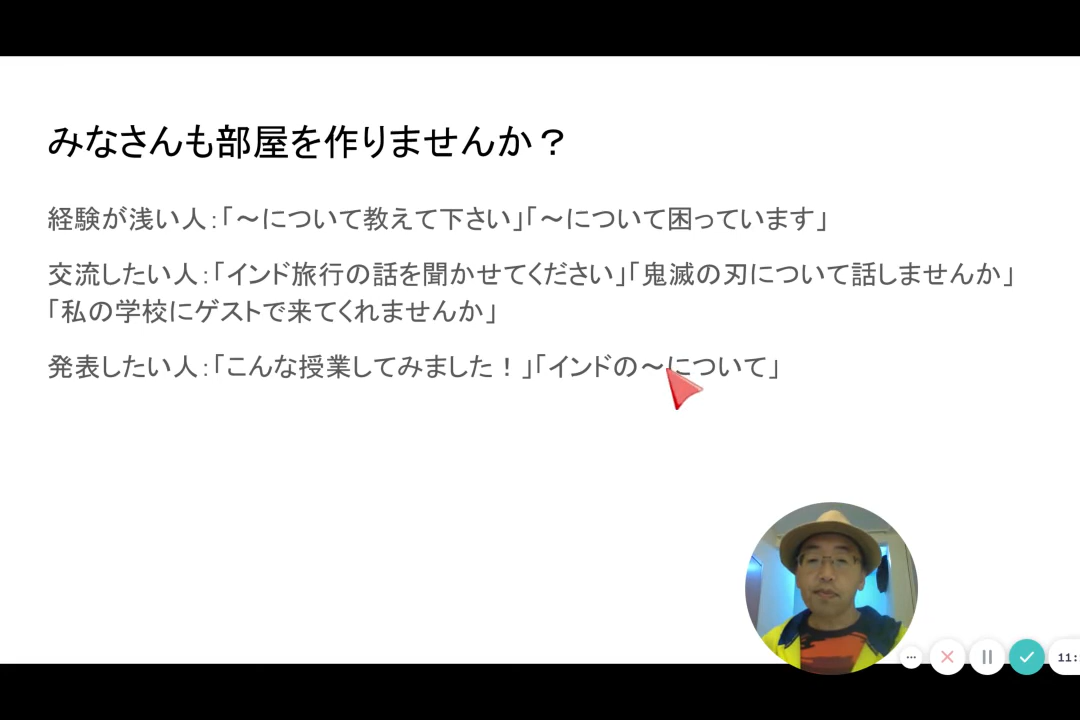 みなさんも部屋を作りませんか？
経験が浅い人：「～について教えて下さい」「～について困っています」
交流したい人：「インド旅行の話を聞かせてください」「鬼滅の刃について話しませんか」
「私の学校にゲストで来てくれませんか」
発表したい人：「こんな授業してみました！」「インドの～について」
11: